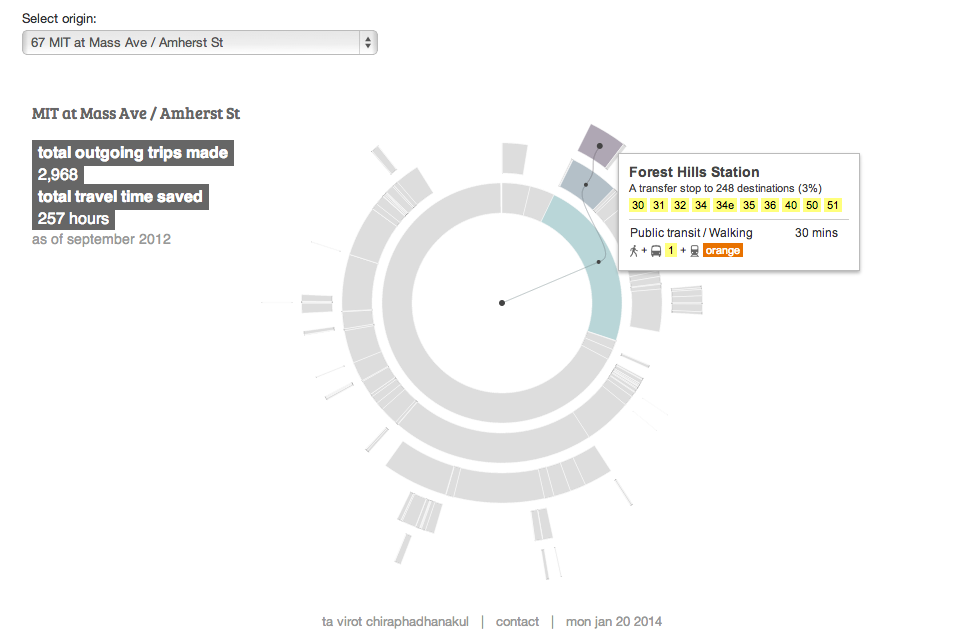 Select origin:
67 MIT at Mass Ave / Amherst St
MIT at Mass Ave / Amherst St
total outgoing trips made
2,968
total travel time saved
257 hours
as of september 2012
Forest Hills Station
A transfer stop to 248 destinations (3%)
30 31 32 34 34e 35 36 40 50 51
Public transit / Walking 30 mins
+ 1 + orange
ta virot chiraphadhanakul | contact | mon jan 20 2014